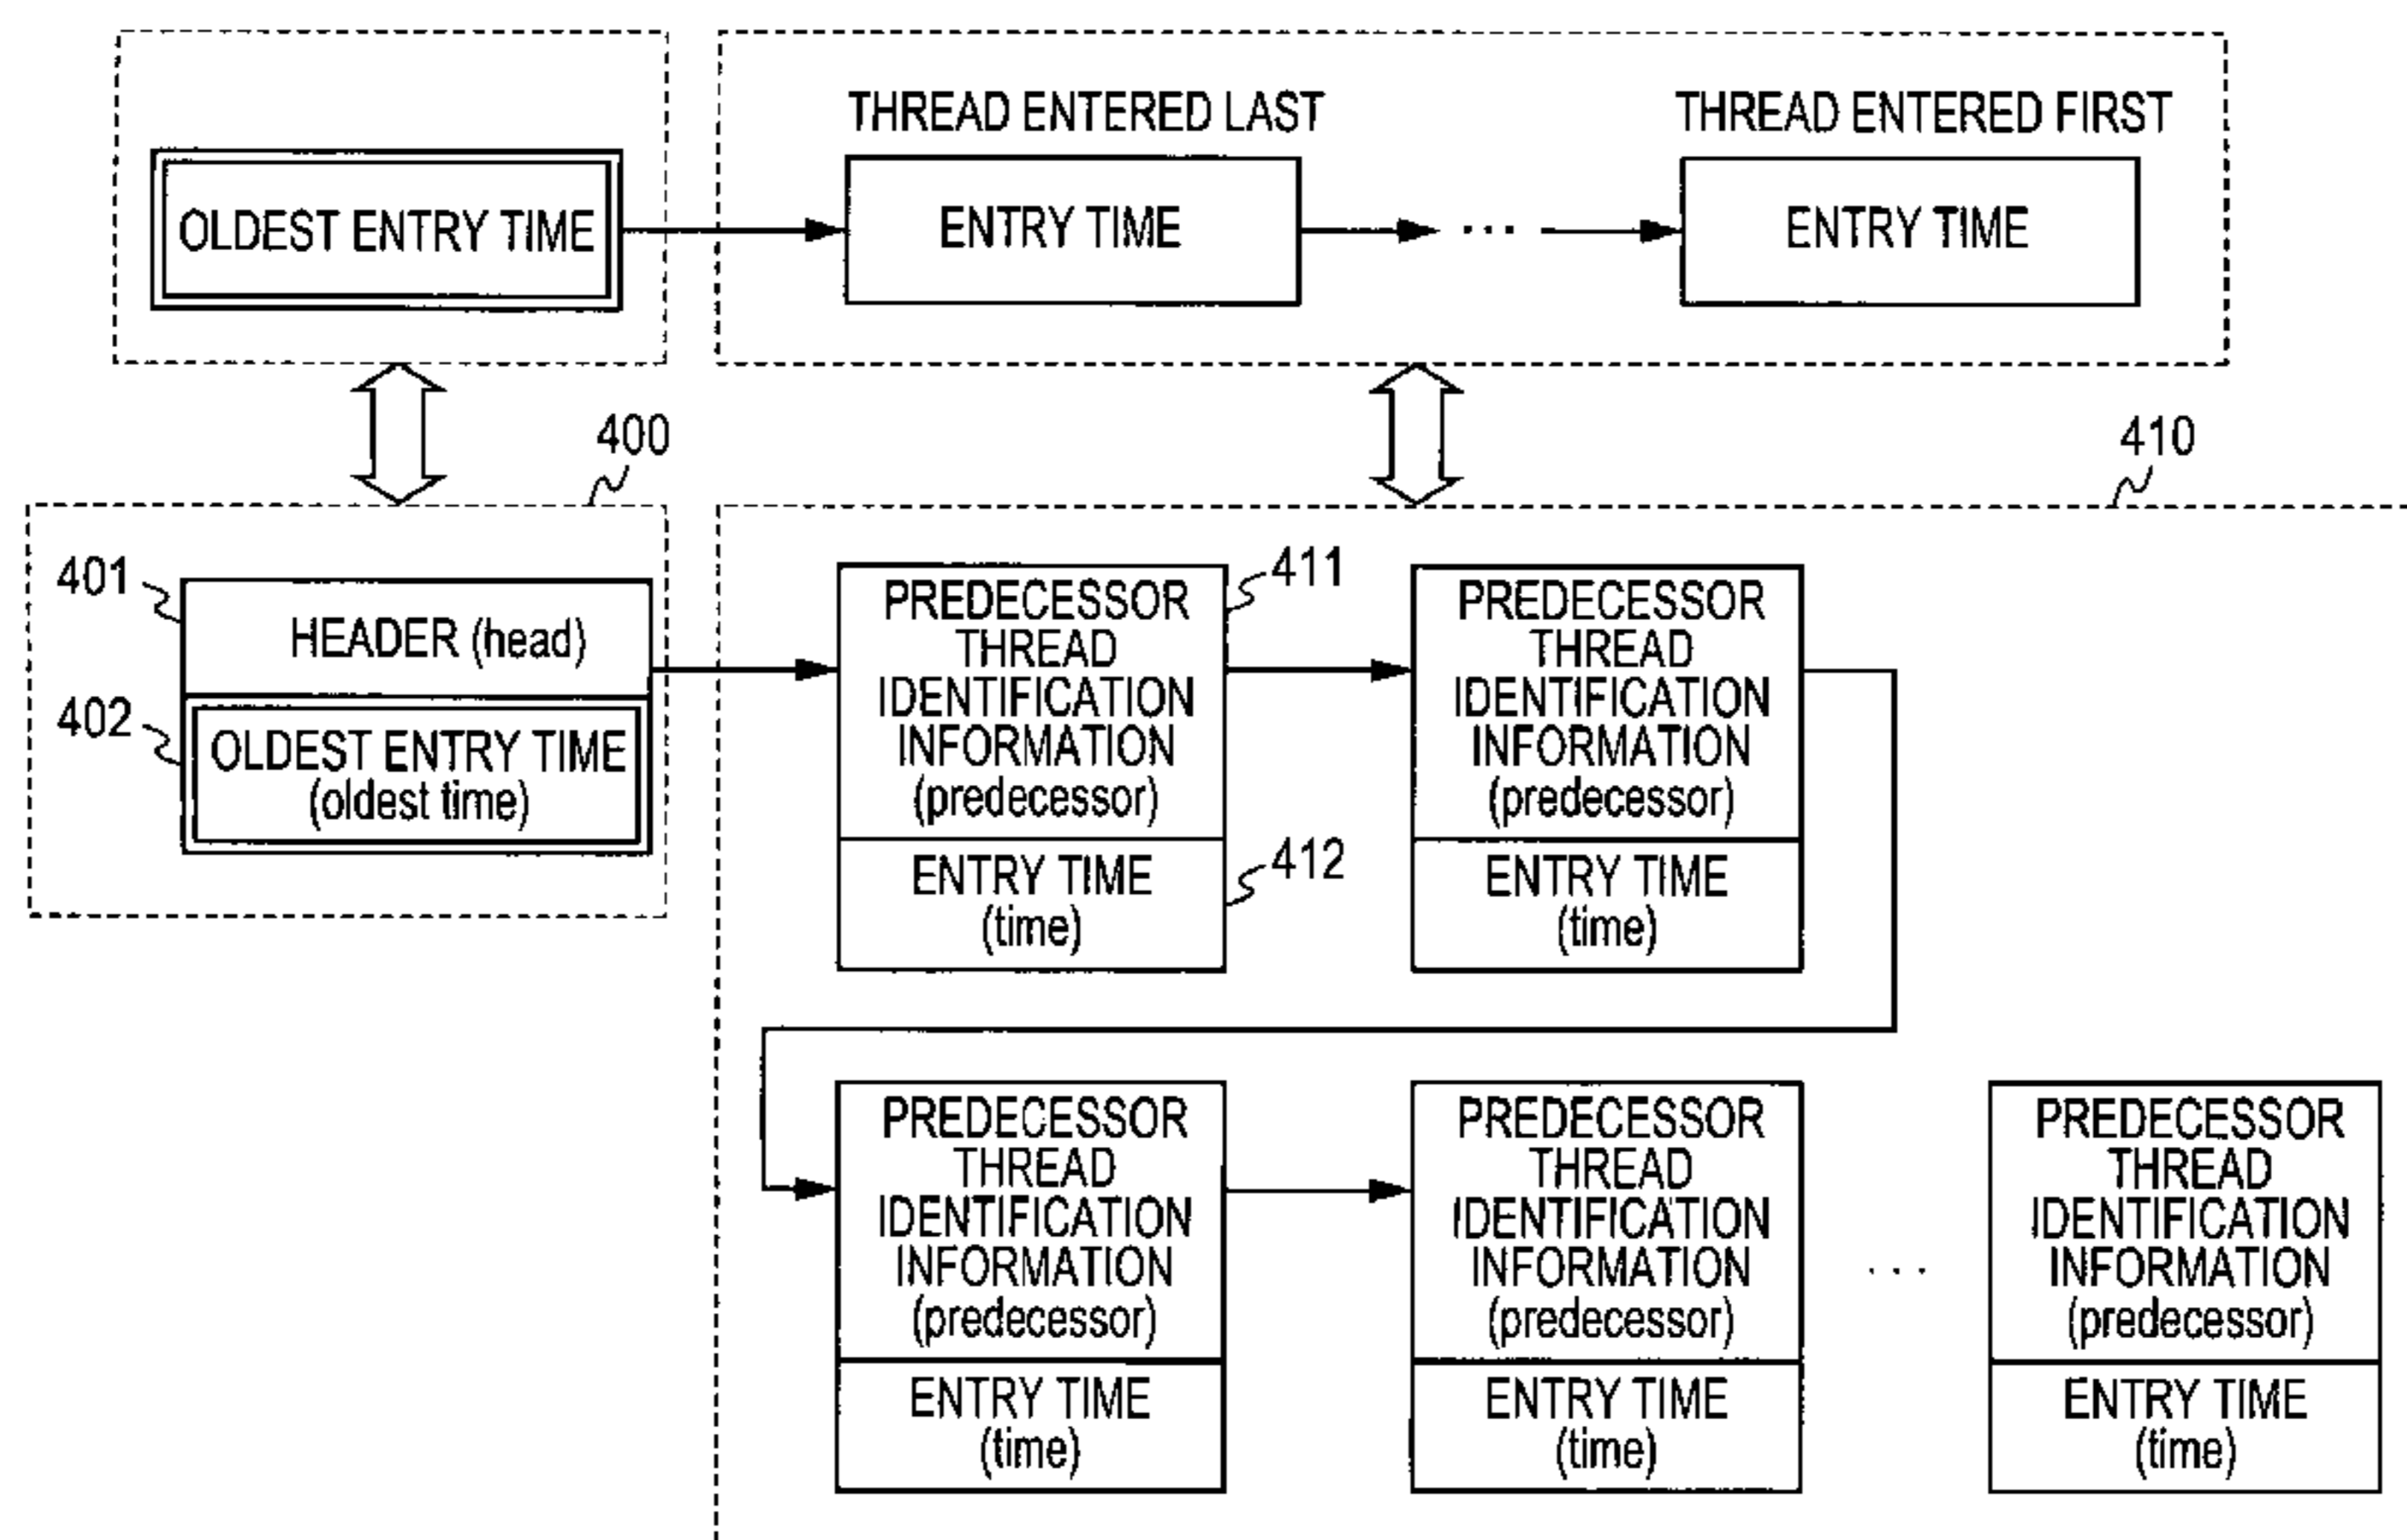 THREAD ENTERED LAST
THREAD ENTERED FIRST
OLDEST ENTRY TIME
ENTRY TIME
...
ENTRY TIME
400
410
401
HEADER (head)
402
OLDEST ENTRY TIME
(oldest time)
411
PREDECESSOR
THREAD
IDENTIFICATION
INFORMATION
(predecessor)
412
ENTRY TIME
(time)
PREDECESSOR
THREAD
IDENTIFICATION
INFORMATION
(predecessor)
ENTRY TIME
(time)
PREDECESSOR
THREAD
IDENTIFICATION
INFORMATION
(predecessor)
ENTRY TIME
(time)
PREDECESSOR
THREAD
IDENTIFICATION
INFORMATION
(predecessor)
ENTRY TIME
(time)
...
PREDECESSOR
THREAD
IDENTIFICATION
INFORMATION
(predecessor)
ENTRY TIME
(time)